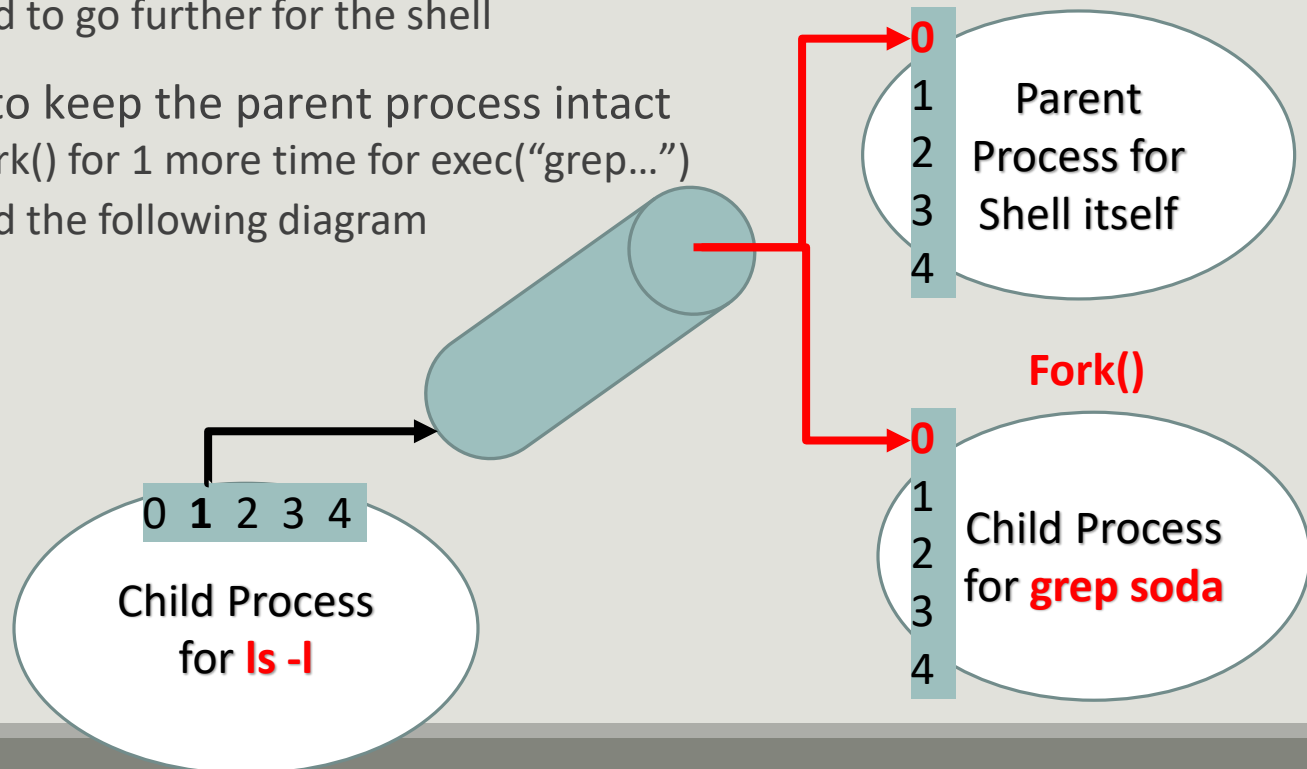 d to go further for the shell
to keep the parent process intact
rk() for 1 more time for exec(“grep…”)
d the following diagram
0
1
2
3
4
Parent
Process for
Shell itself
Fork()
0
1
2
3
4
Child Process
for grep soda
0 1 2 3 4
Child Process
for ls -l